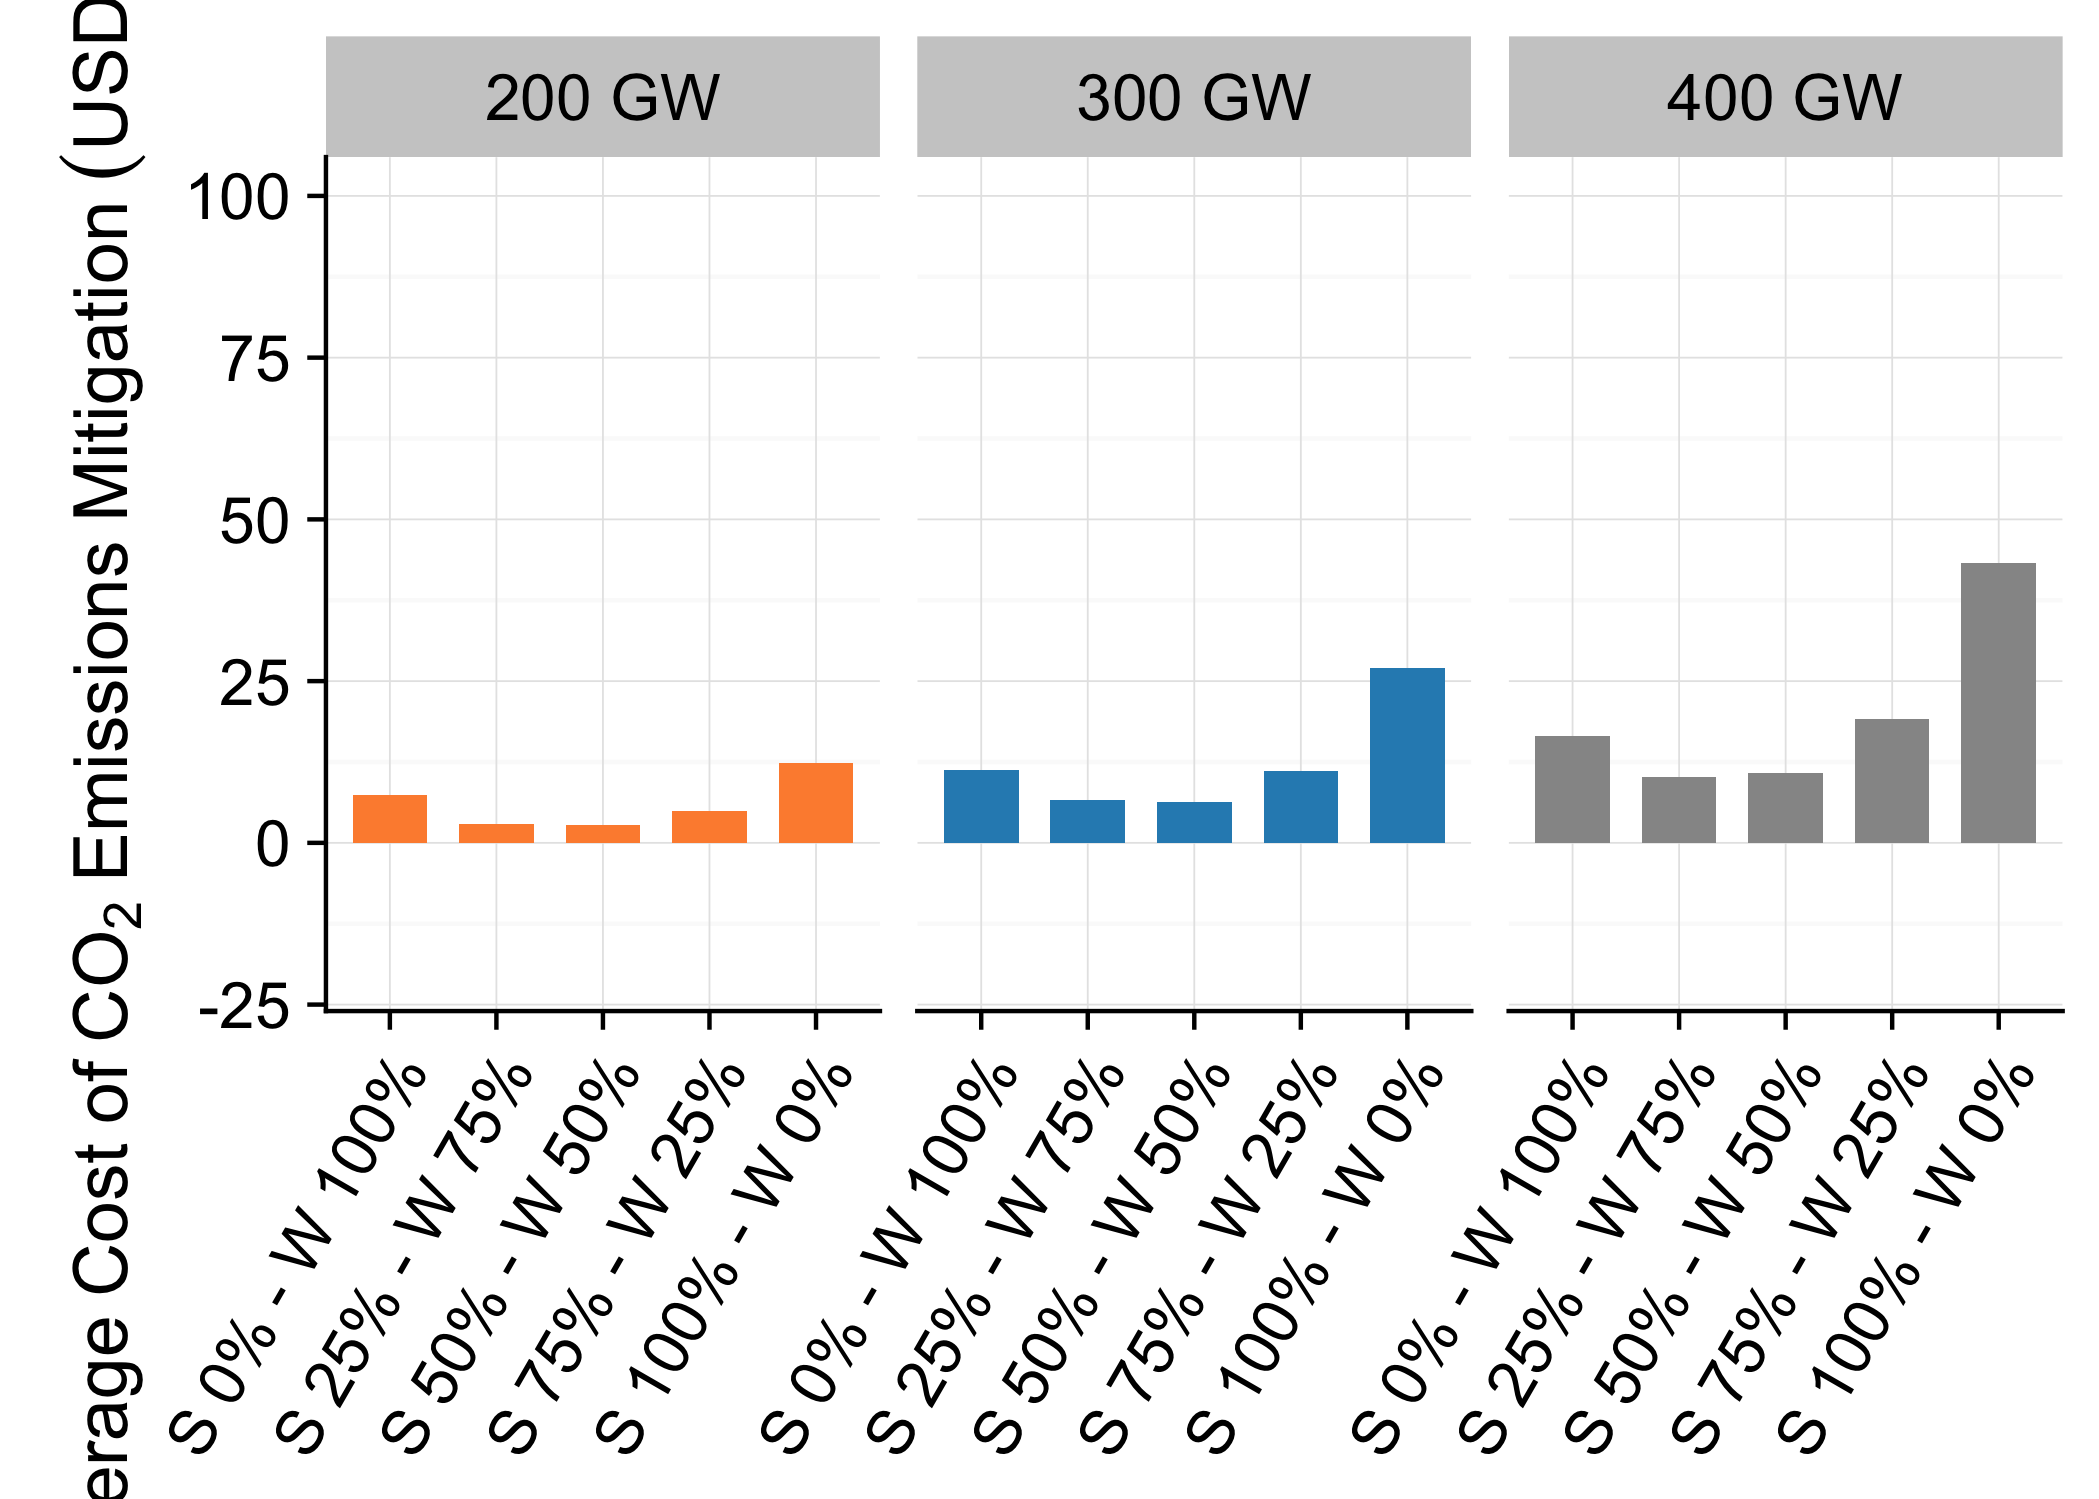 200 GW
300 GW
400 GW
Cost of CO₂ Emissions Mitigation (USD
100
75
50
25
0
-25
S 0% - W 100%
S 25% - W 75%
S 50% - W 50%
S 75% - W 25%
S 100% - W 0%
S 0% - W 100%
S 25% - W 75%
S 50% - W 50%
S 75% - W 25%
S 100% - W 0%
S 0% - W 100%
S 25% - W 75%
S 50% - W 50%
S 75% - W 25%
S 100% - W 0%